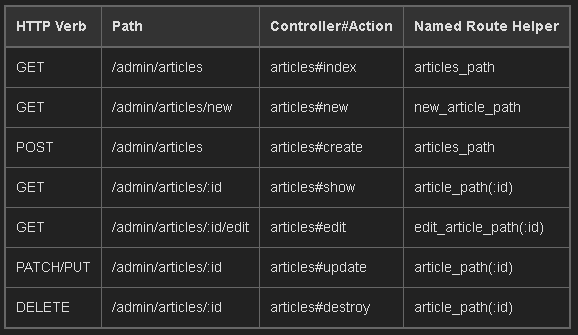 HTTP Verb Path Controller#Action Named Route Helper
GET /admin/articles articles#index articles_path
GET /admin/articles/new articles#new new_article_path
POST /admin/articles articles#create articles_path
GET /admin/articles/:id articles#show article_path(:id)
GET /admin/articles/:id/edit articles#edit edit_article_path(:id)
PATCH/PUT /admin/articles/:id articles#update article_path(:id)
DELETE /admin/articles/:id articles#destroy article_path(:id)